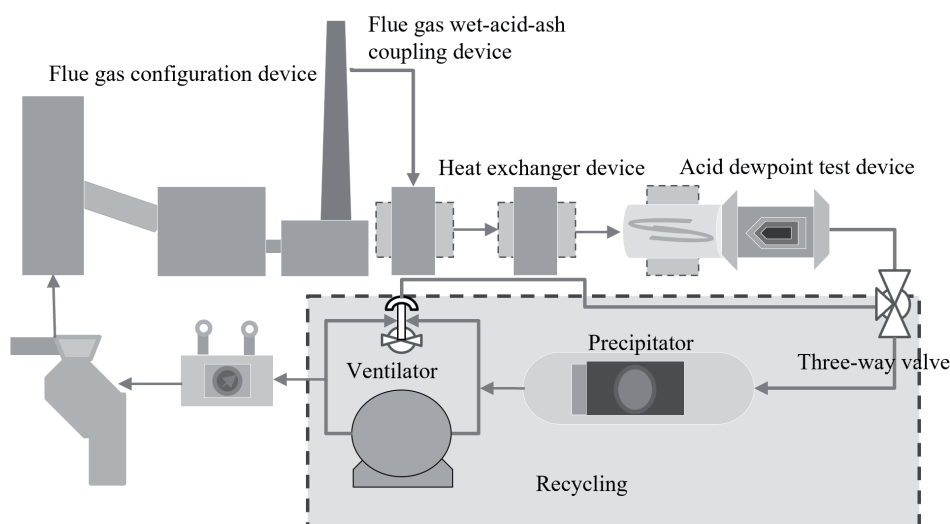 Flue gas wet-acid-ash
coupling device
Flue gas configuration device
Heat exchanger device
Acid dewpoint test device
Precipitator
Three-way valve
Ventilator
Recycling